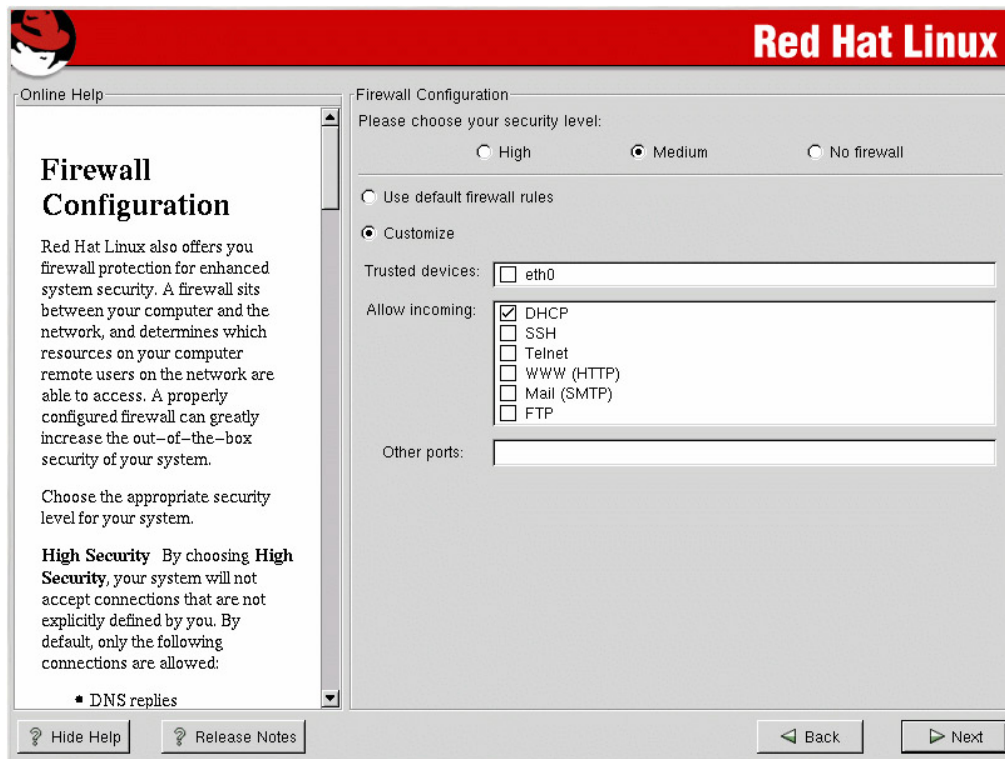 Red Hat Linux
Online Help
Firewall
Configuration
Red Hat Linux also offers you
firewall protection for enhanced
system security. A firewall sits
between your computer and the
network, and determines which
resources on your computer
remote users on the network are
able to access. A properly
configured firewall can greatly
increase the out-of-the-box
security of your system.
Choose the appropriate security
level for your system.
High Security By choosing High
Security, your system will not
accept connections that are not
explicitly defined by you. By
default, only the following
connections are allowed:
• DNS replies
Firewall Configuration
Please choose your security level:
High Medium No firewall
Use default firewall rules
Customize
Trusted devices: eth0
Allow incoming: DHCP
SSH
Telnet
WWW (HTTP)
Mail (SMTP)
FTP
Other ports:
? Hide Help ? Release Notes Back Next